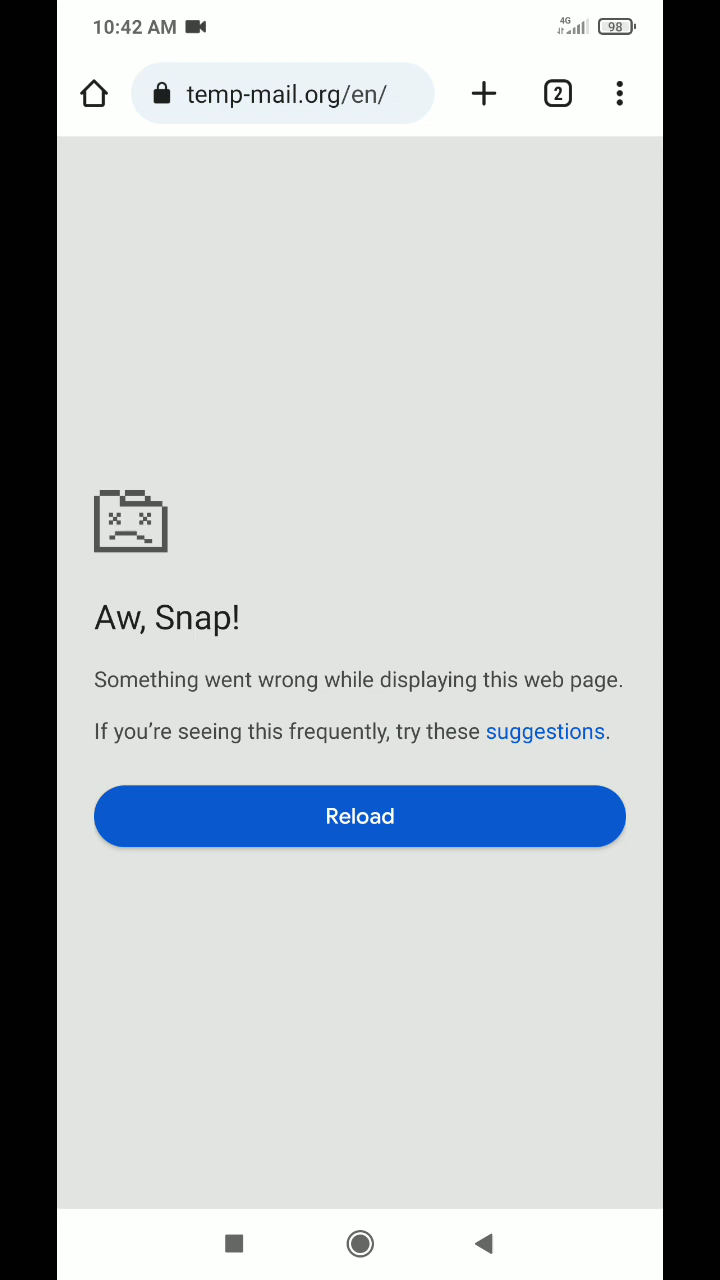 10:42 AM 4G 98
temp-mail.org/en/ 2
Aw, Snap!
Something went wrong while displaying this web page.
If you’re seeing this frequently, try these suggestions.
Reload